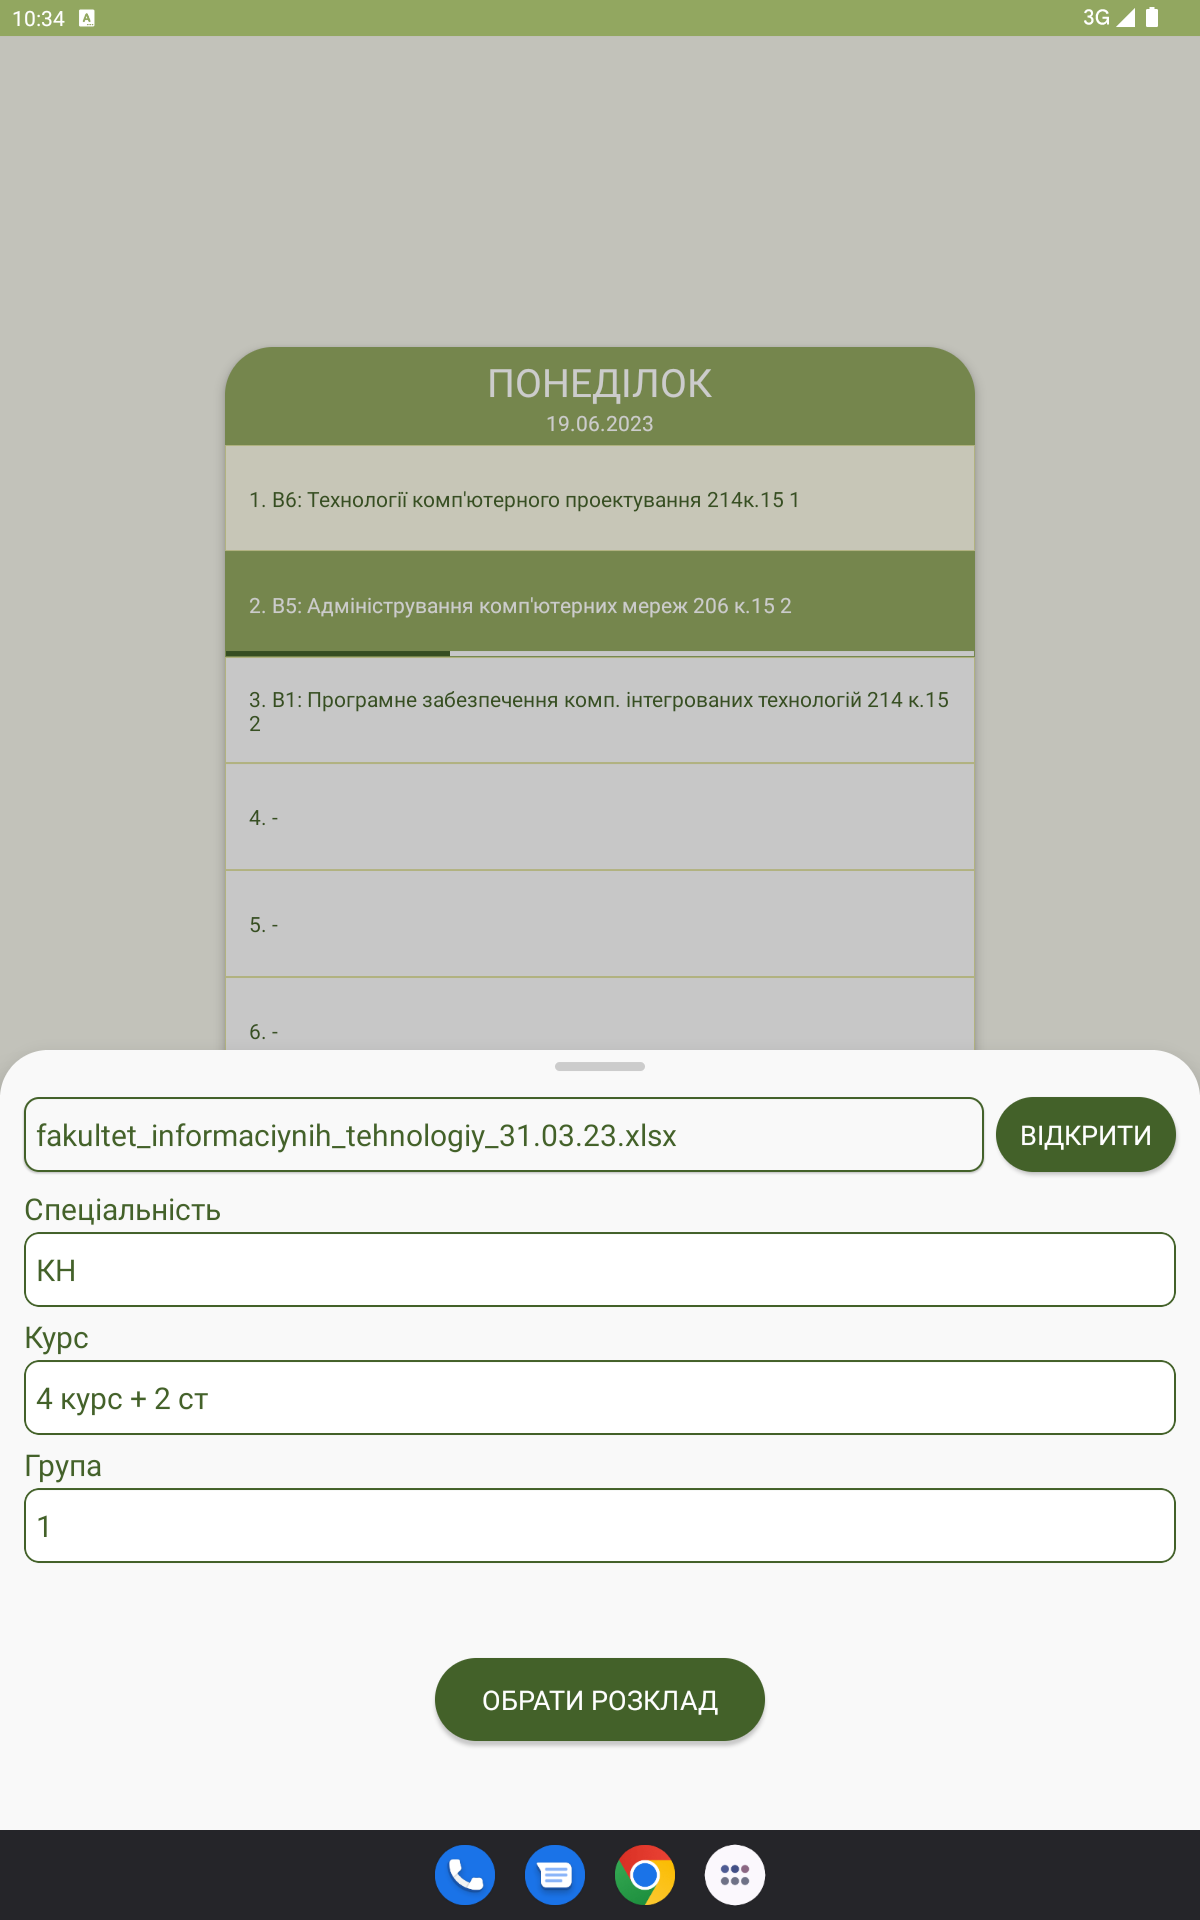 10:34
3G
ПОНЕДІЛОК
19.06.2023
1. В6: Технології комп'ютерного проектування 214к.15 1
2. В5: Адміністрування комп'ютерних мереж 206 к.15 2
3. В1: Програмне забезпечення комп. інтегрованих технологій 214 к.15
2
4. -
5. -
6. -
fakultet_informaciynih_tehnologiy_31.03.23.xlsx
ВІДКРИТИ
Спеціальність
КН
Курс
4 курс + 2 ст
Група
1
ОБРАТИ РОЗКЛАД